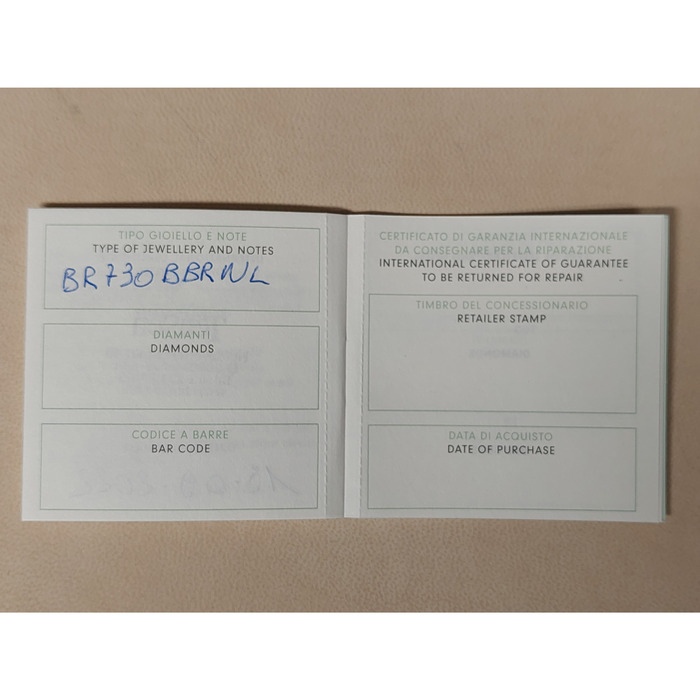 TIPO GIOIELLO E NOTE
TYPE OF JEWELLERY AND NOTES
BR730BBRWL
DIAMANTI
DIAMONDS
CODICE A BARRE
BAR CODE
CERTIFICATO DI GARANZIA INTERNAZIONALE
DA CONSEGNARE PER LA RIPARAZIONE
INTERNATIONAL CERTIFICATE OF GUARANTEE
TO BE RETURNED FOR REPAIR
TIMBRO DEL CONCESSIONARIO
RETAILER STAMP
DATA DI ACQUISTO
DATE OF PURCHASE